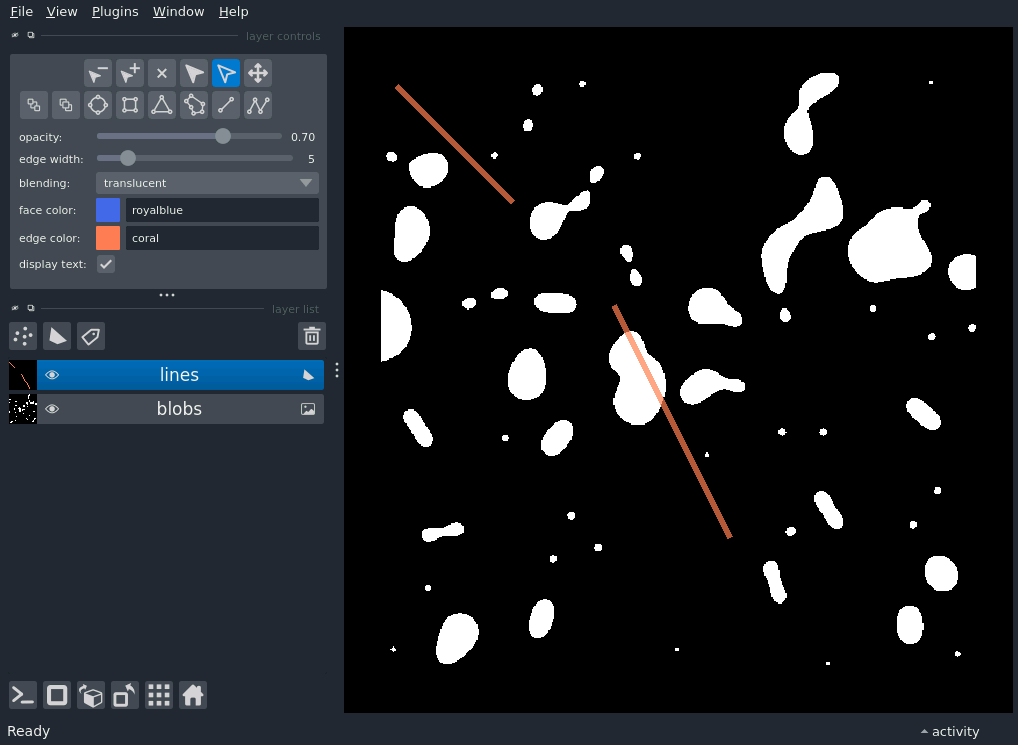 File View Plugins Window Help
layer controls
opacity: 0.70
edge width: 5
blending: translucent
face color: royalblue
edge color: coral
display text:
layer list
lines
blobs
Ready
activity